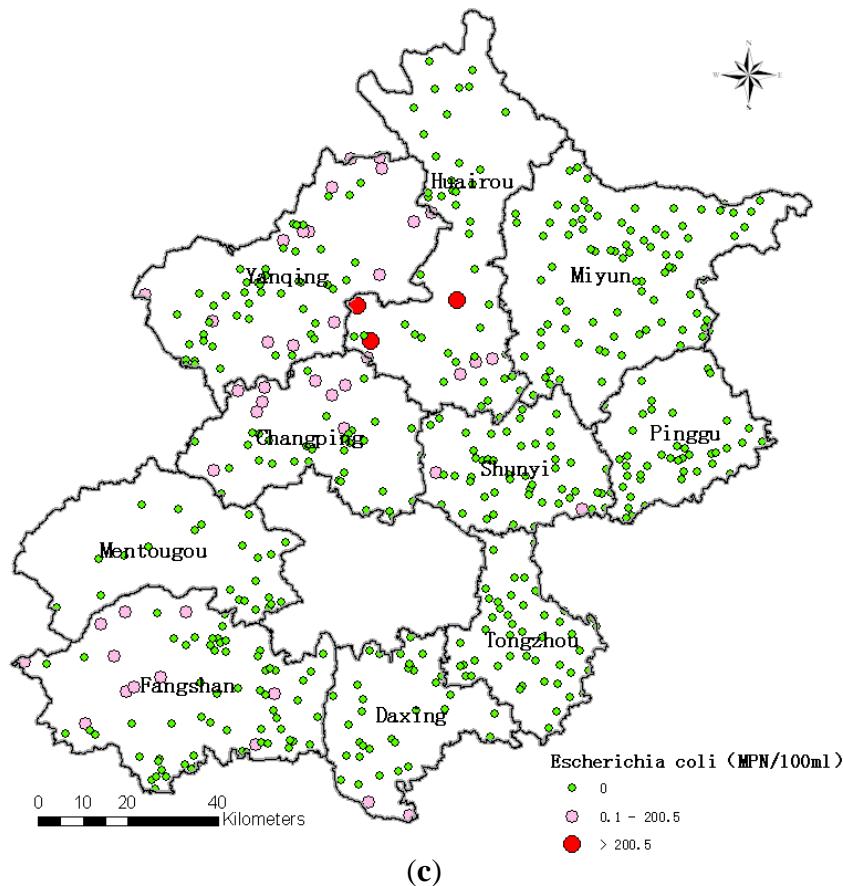 N
W E
Huairou
Yanqing
Miyun
Changping
Pinggu
Shunyi
Mentougou
Tongzhou
Fangshan
Daxing
Escherichia coli (MPN/100ml)
0
0.1 - 200.5
> 200.5
0 10 20 40
Kilometers
(c)